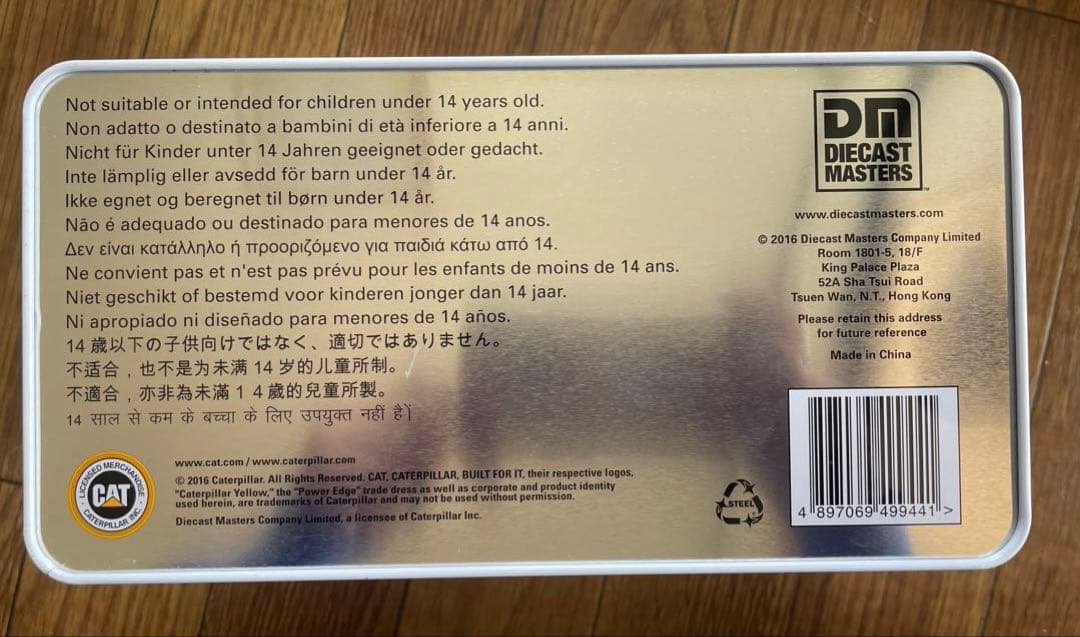 Not suitable or intended for children under 14 years old.
Non adatto o destinato a bambini di età inferiore a 14 anni.
Nicht für Kinder unter 14 Jahren geeignet oder gedacht.
Inte lämplig eller avsedd för barn under 14 år.
Ikke egnet og beregnet til børn under 14 år.
Não é adequado ou destinado para menores de 14 anos.
Δεν είναι κατάλληλο ή προοριζόμενο για παιδιά κάτω από 14.
Ne convient pas et n'est pas prévu pour les enfants de moins de 14 ans.
Niet geschikt of bestemd voor kinderen jonger dan 14 jaar.
Ni apropiado ni diseñado para menores de 14 años.
14 歳以下の子供向けではなく、適切ではありません。
不适合，也不是为未满 14 岁的儿童所制。
不適合，亦非為未滿 1 4 歲的兒童所製。
14 साल से कम के बच्चा के लिए उपयुक्त नहीं है।
LICENSED MERCHANDISE
CAT
CATERPILLAR INC.
www.cat.com / www.caterpillar.com
© 2016 Caterpillar. All Rights Reserved. CAT, CATERPILLAR, BUILT FOR IT, their respective logos,
"Caterpillar Yellow," the "Power Edge" trade dress as well as corporate and product identity
used herein, are trademarks of Caterpillar and may not be used without permission.
Diecast Masters Company Limited, a licensee of Caterpillar Inc.
DM
DIECAST
MASTERS
™
www.diecastmasters.com
© 2016 Diecast Masters Company Limited
Room 1801-5, 18/F
King Palace Plaza
52A Sha Tsui Road
Tsuen Wan, N.T., Hong Kong
Please retain this address
for future reference
Made in China
STEEL
4 897069 499441 >